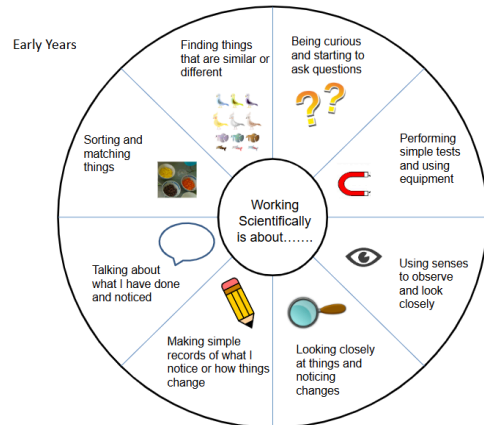 Early Years
Finding things
that are similar or
different
Being curious
and starting to
ask questions
Performing
simple tests
and using
equipment
Using senses
to observe
and look
closely
Looking closely
at things and
noticing
changes
Making simple
records of what I
notice or how things
change
Talking about
what I have done
and noticed
Sorting and
matching
things
Working
Scientifically
is about…….